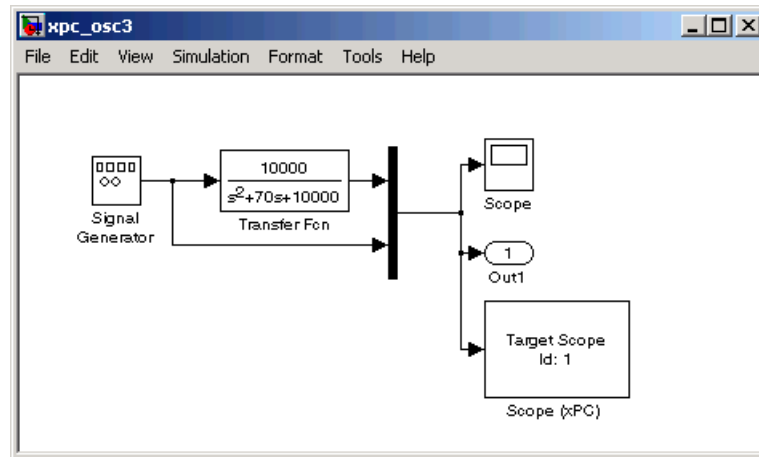 xpc_osc3
File Edit View Simulation Format Tools Help
10000
s²+70s+10000
Transfer Fcn
Signal
Generator
Scope
1
Out1
Target Scope
Id: 1
Scope (xPC)